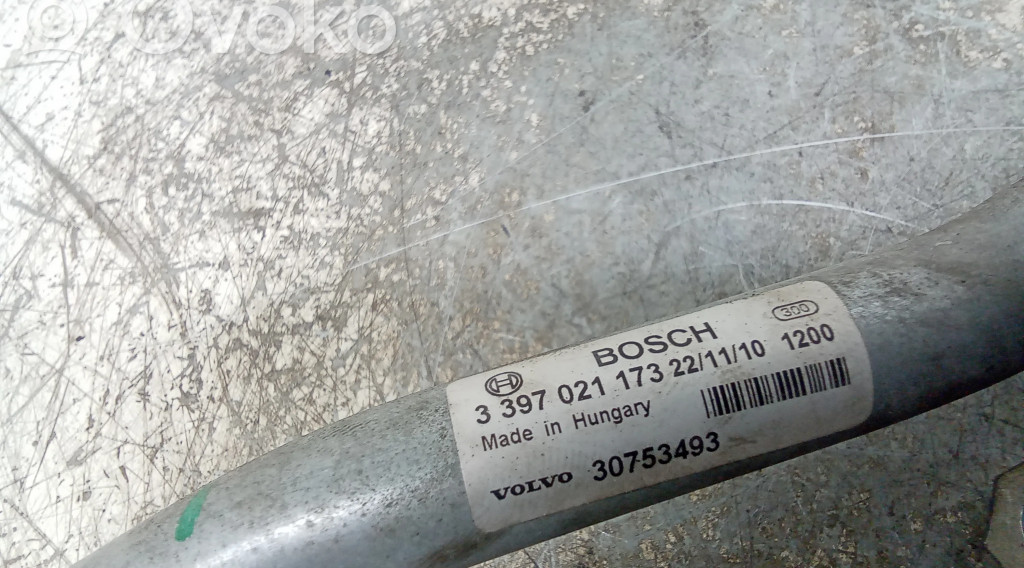 ovoko
BOSCH
300
3 397 021 173 22/11/10 1200
Made in Hungary
VOLVO 30753493